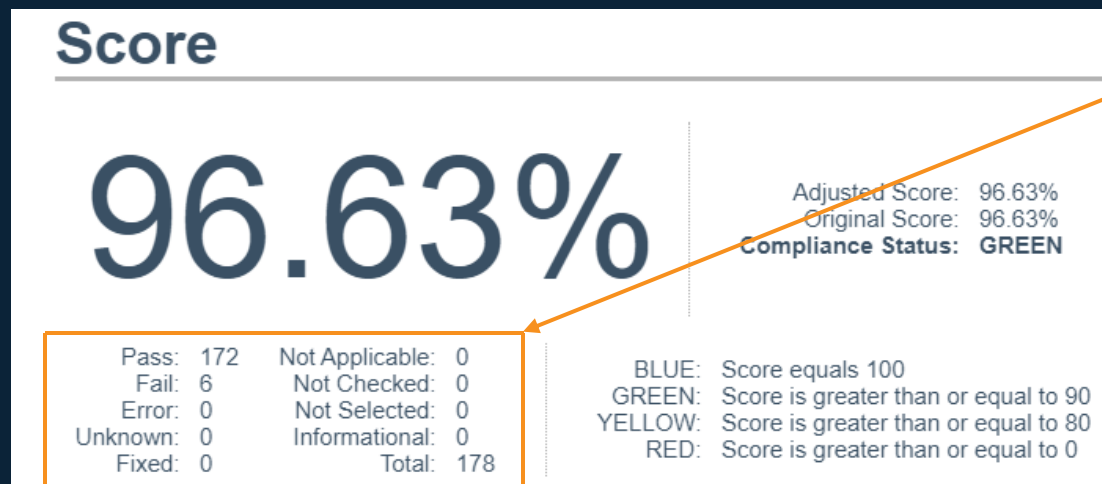 Score
96.63%
Adjusted Score: 96.63%
Original Score: 96.63%
Compliance Status: GREEN
Pass: 172 Not Applicable: 0
Fail: 6 Not Checked: 0
Error: 0 Not Selected: 0
Unknown: 0 Informational: 0
Fixed: 0 Total: 178
BLUE: Score equals 100
GREEN: Score is greater than or equal to 90
YELLOW: Score is greater than or equal to 80
RED: Score is greater than or equal to 0